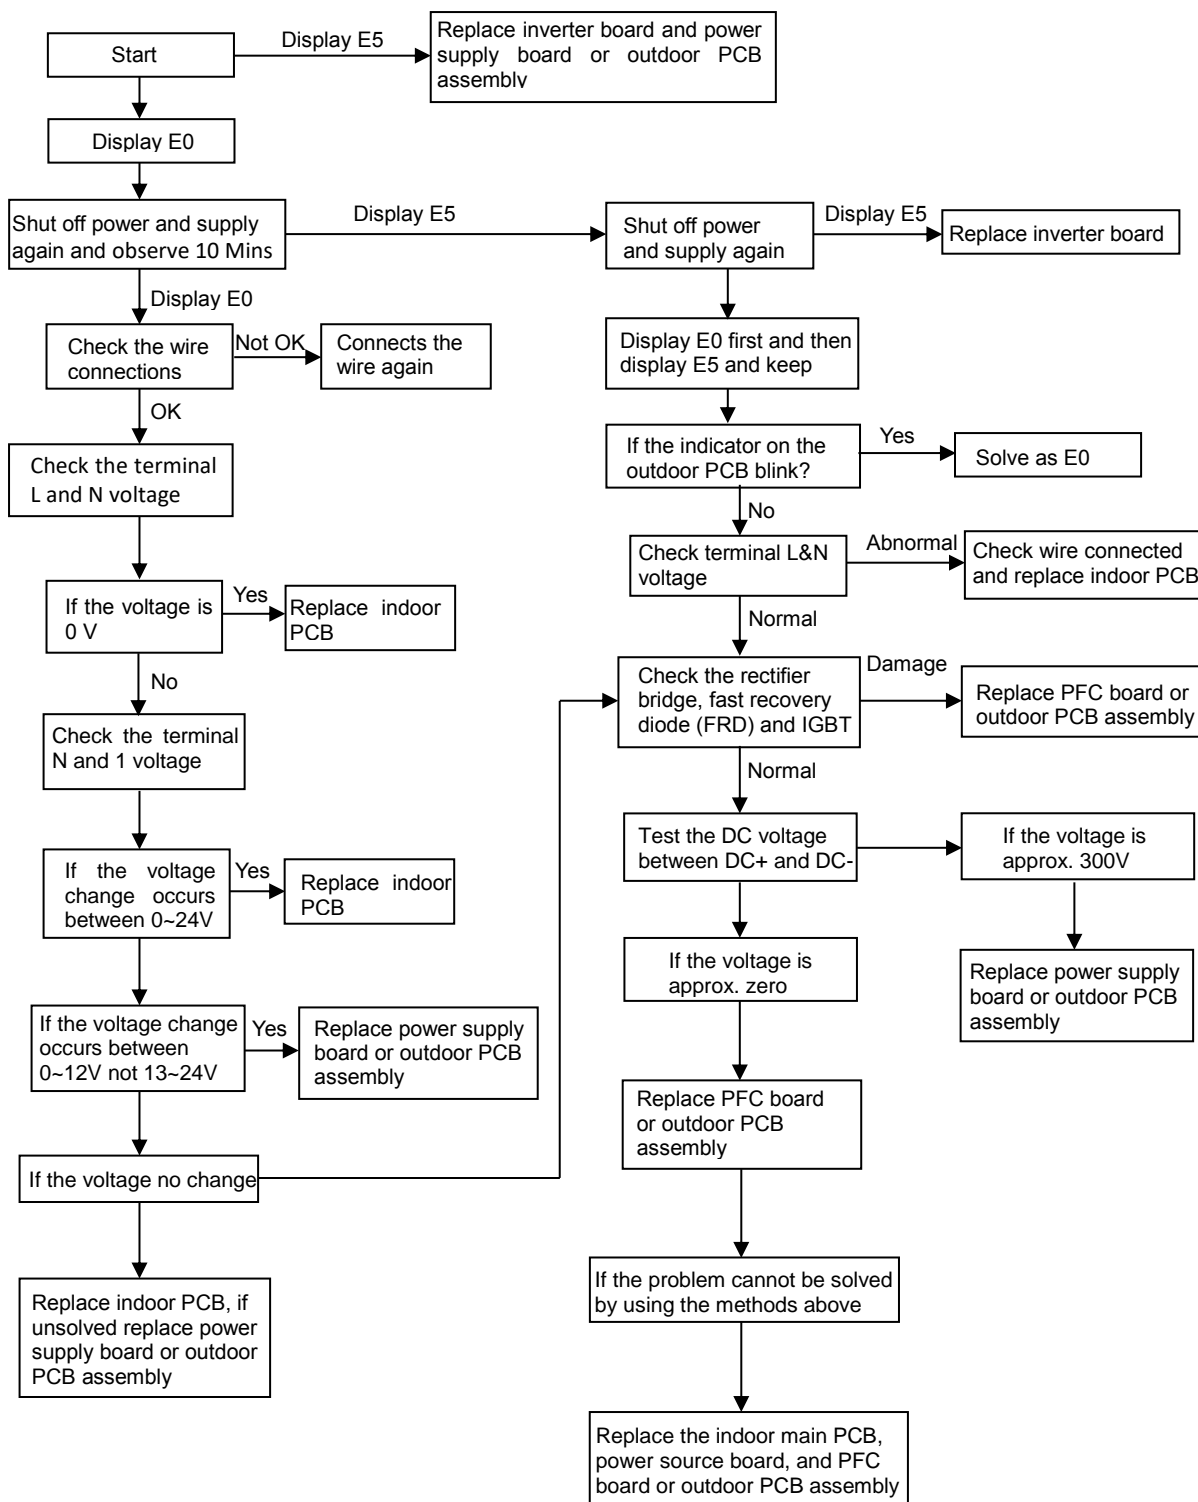 Start
Display E5
Replace inverter board and power
supply board or outdoor PCB
assembly
Display E0
Shut off power and supply
again and observe 10 Mins
Display E5
Shut off power
and supply again
Display E5
Replace inverter board
Display E0
Check the wire
connections
Not OK
Connects the
wire again
OK
Check the terminal
L and N voltage
If the voltage is
0 V
Yes
Replace indoor
PCB
No
Check the terminal
N and 1 voltage
If the voltage
change occurs
between 0~24V
Yes
Replace indoor
PCB
If the voltage change
occurs between
0~12V not 13~24V
Yes
Replace power supply
board or outdoor PCB
assembly
If the voltage no change
Replace indoor PCB, if
unsolved replace power
supply board or outdoor
PCB assembly
Display E0 first and then
display E5 and keep
If the indicator on the
outdoor PCB blink?
Yes
Solve as E0
No
Check terminal L&N
voltage
Abnormal
Check wire connected
and replace indoor PCB
Normal
Check the rectifier
bridge, fast recovery
diode (FRD) and IGBT
Damage
Replace PFC board or
outdoor PCB assembly
Normal
Test the DC voltage
between DC+ and DC-
If the voltage is
approx. 300V
Replace power supply
board or outdoor PCB
assembly
If the voltage is
approx. zero
Replace PFC board
or outdoor PCB
assembly
If the problem cannot be solved
by using the methods above
Replace the indoor main PCB,
power source board, and PFC
board or outdoor PCB assembly